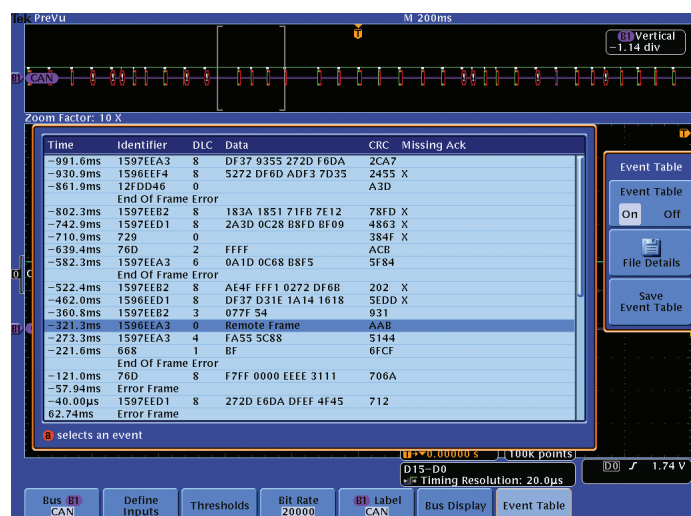 Tek PreVu M 200ms
B1 Vertical
−1.14 div
B1 CAN
Zoom Factor: 10 X
Time Identifier DLC Data CRC Missing Ack
−991.6ms 1597EEA3 8 DF37 9355 272D F6DA 2CA7
−930.9ms 1596EEF4 8 5272 DF6D ADF3 7D35 2455 X
−861.9ms 12FDD46 0 A3D
End Of Frame Error
−802.3ms 1597EEB2 8 183A 1851 71FB 7E12 78FD X
−742.9ms 1597EED1 8 2A3D 0C28 B8FD BF09 4863 X
−710.9ms 729 0 384F X
−639.4ms 76D 2 FFFF ACB
−582.3ms 1597EEA3 6 0A1D 0C68 B8F5 5F84
End Of Frame Error
−522.4ms 1597EEB2 8 AE4F FFF1 0272 DF6B 202 X
−462.0ms 1596EED1 8 DF37 D31E 1A14 1618 5EDD X
−360.8ms 1597EEB2 3 077F 54 931
−321.3ms 1596EEA3 0 Remote Frame AAB
−273.3ms 1597EEA3 4 FA55 5C88 5144
−221.6ms 668 1 BF 6FCF
End Of Frame Error
−121.0ms 76D 8 F7FF 0000 EEEE 3111 706A
−57.94ms Error Frame
−40.00µs 1597EED1 8 272D E6DA DFEF 4F45 712
62.74ms Error Frame
a selects an event
Event Table
Event Table
On Off
File Details
Save
Event Table
0.00000 s 100k points
D15−D0
Timing Resolution: 20.0µs
D0 1.74 V
Bus B1
CAN
Define
Inputs
Thresholds
Bit Rate
20000
B1 Label
CAN
Bus Display
Event Table